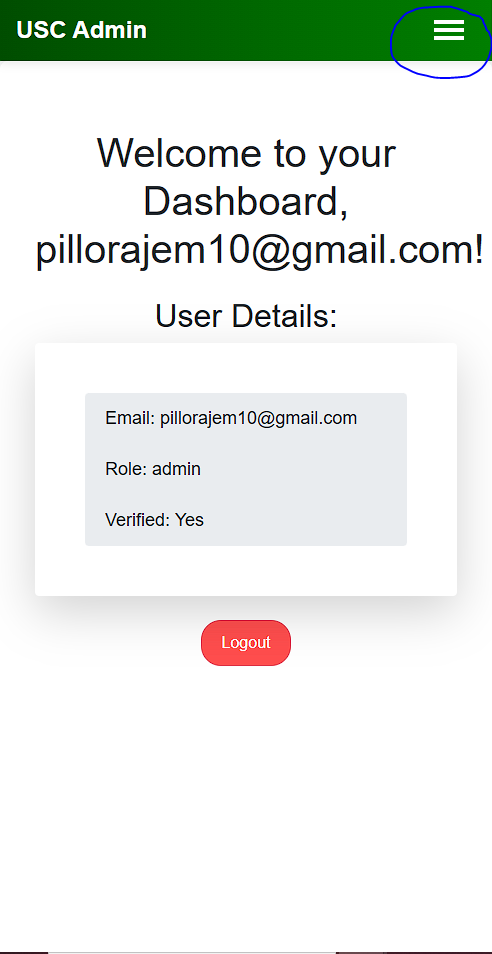 USC Admin
Welcome to your
Dashboard,
pillorajem10@gmail.com!
User Details:
Email: pillorajem10@gmail.com
Role: admin
Verified: Yes
Logout